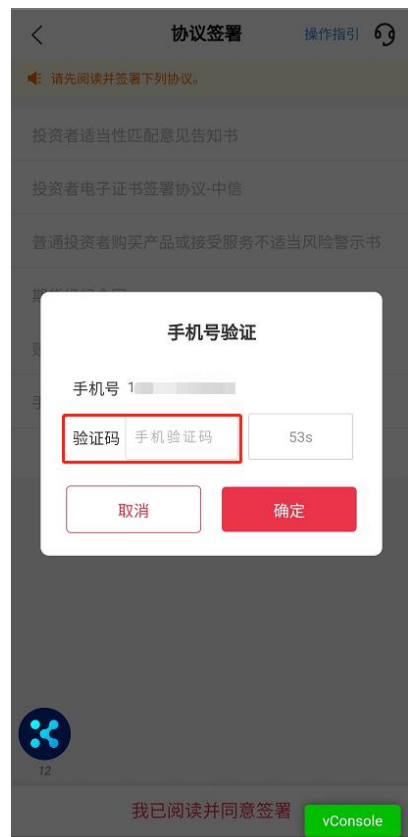 协议签署
操作指引
请先阅读并签署下列协议。
投资者适当性匹配意见告知书
投资者电子证书签署协议-中信
普通投资者购买产品或接受服务不适当风险警示书
手机号验证
手机号 1
验证码 手机验证码 53s
取消 确定
12
我已阅读并同意签署
vConsole